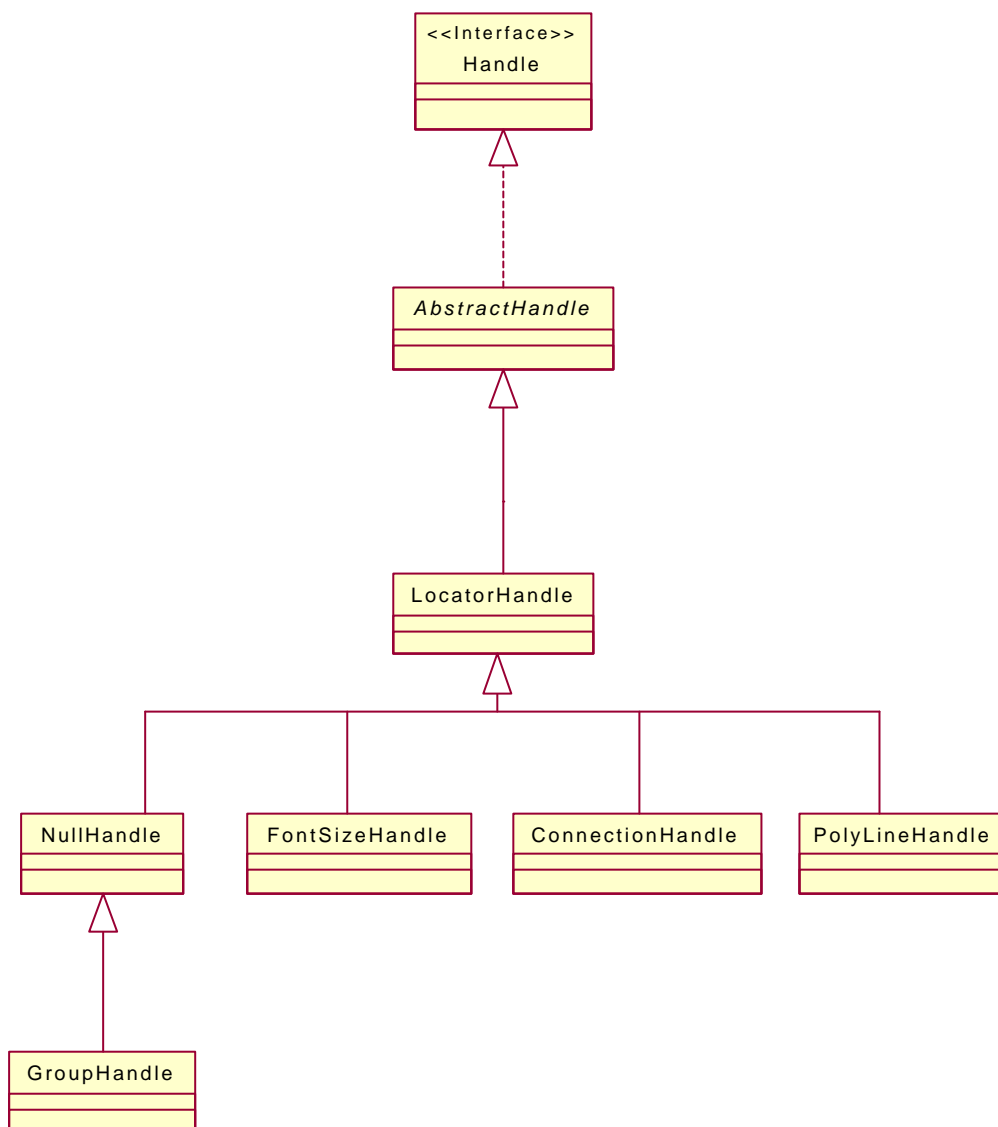 <<Interface>>
Handle
AbstractHandle
LocatorHandle
NullHandle
FontSizeHandle
ConnectionHandle
PolyLineHandle
GroupHandle